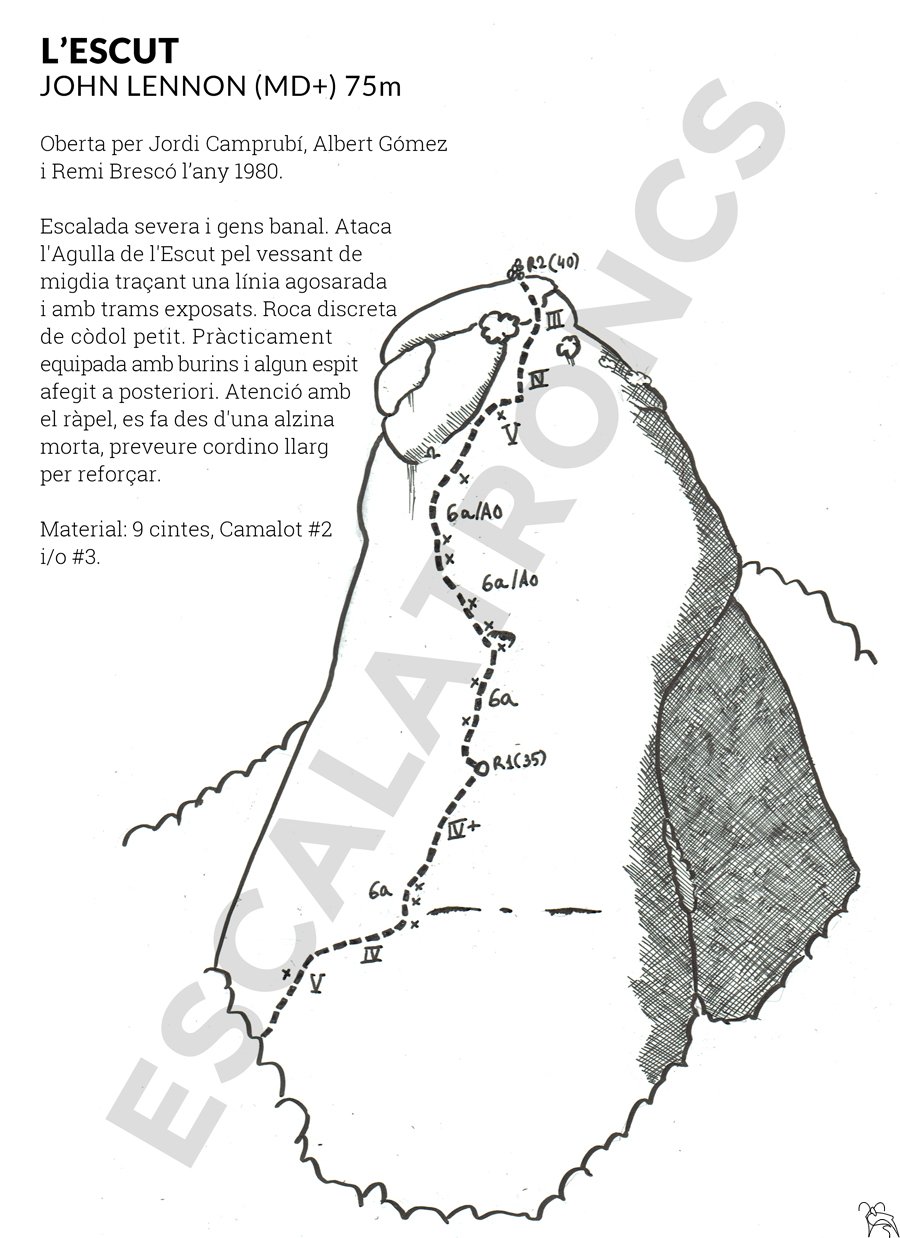 L'ESCUT
JOHN LENNON (MD+) 75m
Oberta per Jordi Camprubí, Albert Gómez
i Remi Brescó l'any 1980.
Escalada severa i gens banal. Ataca
l'Agulla de l'Escut pel vessant de
migdia traçant una línia agosarada
i amb trams exposats. Roca discreta
de còdol petit. Pràcticament
equipada amb burins i algun espit
afegit a posteriori. Atenció amb
el ràpel, es fa des d'una alzina
morta, preveure cordino llarg
per reforçar.
Material: 9 cintes, Camalot #2
i/o #3.
R2(40)
III
IV
V
6a/A0
6a/A0
6a
R1(35)
IV+
6a
IV
V
ESCALATRONCS